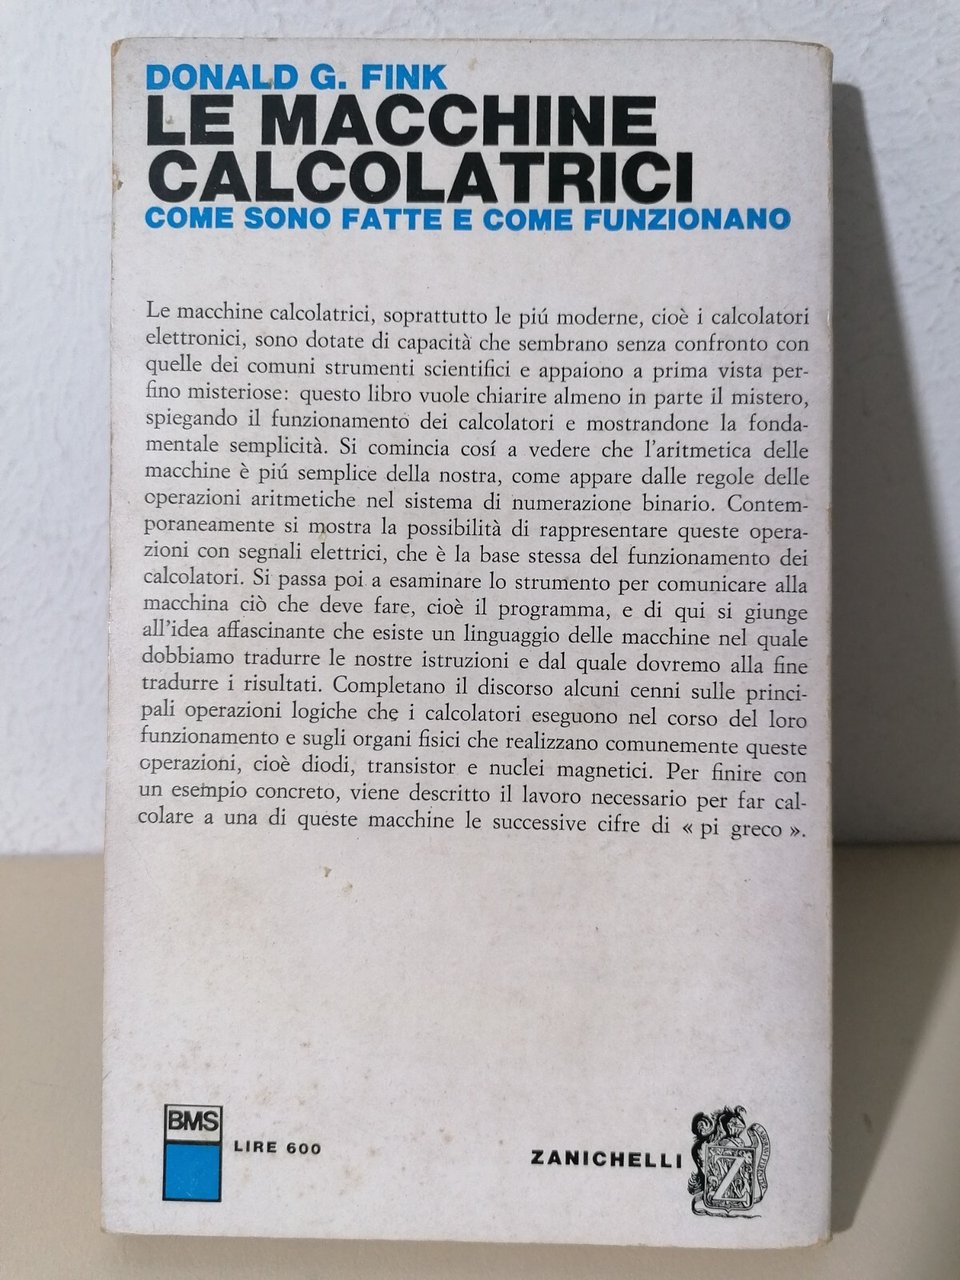 DONALD G. FINK
LE MACCHINE
CALCOLATRICI
COME SONO FATTE E COME FUNZIONANO
Le macchine calcolatrici, soprattutto le piú moderne, cioè i calcolatori
elettronici, sono dotate di capacità che sembrano senza confronto con
quelle dei comuni strumenti scientifici e appaiono a prima vista per-
fino misteriose: questo libro vuole chiarire almeno in parte il mistero,
spiegando il funzionamento dei calcolatori e mostrandone la fonda-
mentale semplicità. Si comincia cosí a vedere che l'aritmetica delle
macchine è piú semplice della nostra, come appare dalle regole delle
operazioni aritmetiche nel sistema di numerazione binario. Contem-
poraneamente si mostra la possibilità di rappresentare queste opera-
zioni con segnali elettrici, che è la base stessa del funzionamento dei
calcolatori. Si passa poi a esaminare lo strumento per comunicare alla
macchina ciò che deve fare, cioè il programma, e di qui si giunge
all'idea affascinante che esiste un linguaggio delle macchine nel quale
dobbiamo tradurre le nostre istruzioni e dal quale dovremo alla fine
tradurre i risultati. Completano il discorso alcuni cenni sulle princi-
pali operazioni logiche che i calcolatori eseguono nel corso del loro
funzionamento e sugli organi fisici che realizzano comunemente queste
operazioni, cioè diodi, transistor e nuclei magnetici. Per finire con
un esempio concreto, viene descritto il lavoro necessario per far cal-
colare a una di queste macchine le successive cifre di « pi greco ».
BMS
LIRE 600
ZANICHELLI
Z